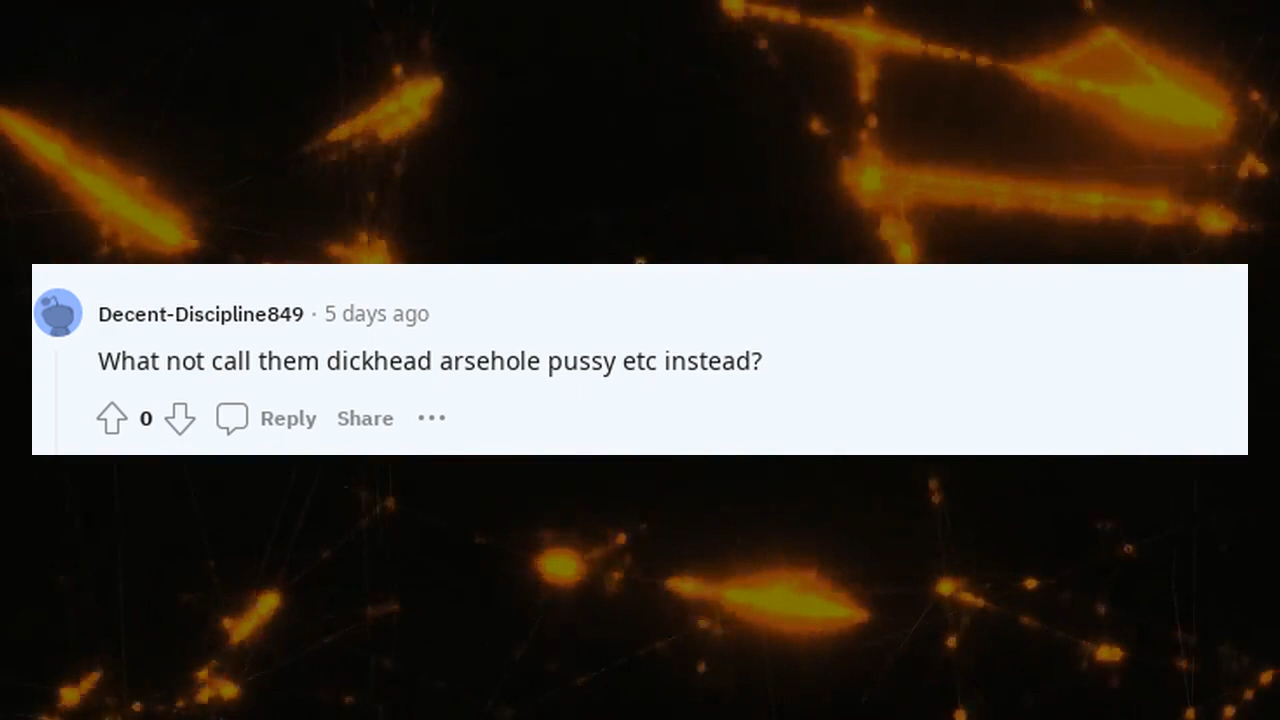 Decent-Discipline849 · 5 days ago
What not call them dickhead arsehole pussy etc instead?
0 Reply Share •••